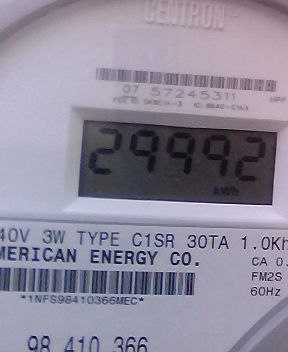 CENTRON®
07 57245311
29992
kWh
40V 3W TYPE C1SR 30TA 1.0Kh
MERICAN ENERGY CO.
CA 0.
FM2S
60Hz
*1NFS98410366MEC*
98 410 366